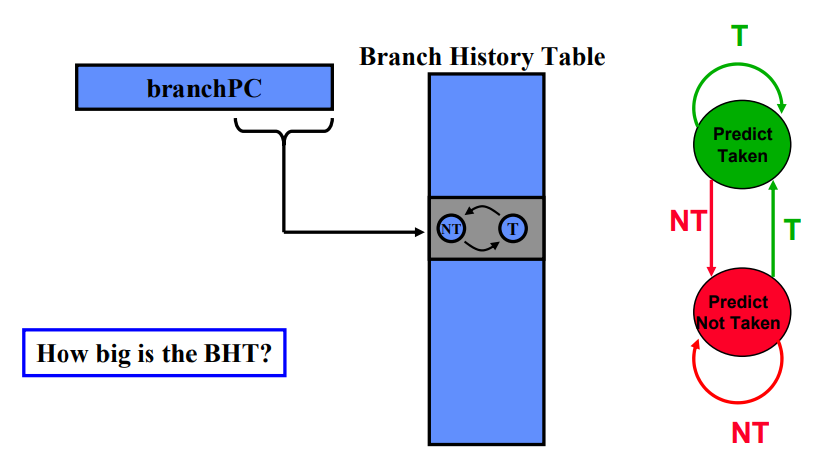 Branch History Table
branchPC
NT
T
How big is the BHT?
T
Predict
Taken
NT
T
Predict
Not Taken
NT